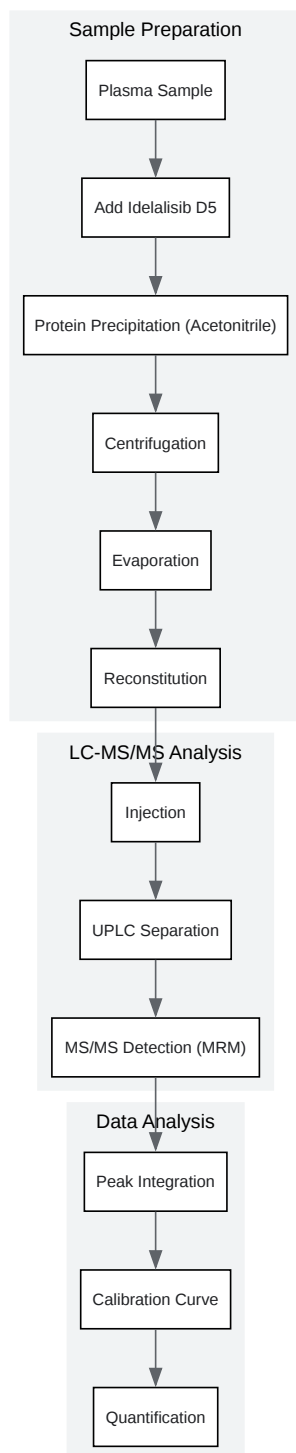 Sample Preparation
Plasma Sample
Add Idelalisib D5
Protein Precipitation (Acetonitrile)
Centrifugation
Evaporation
Reconstitution
LC-MS/MS Analysis
Injection
UPLC Separation
MS/MS Detection (MRM)
Data Analysis
Peak Integration
Calibration Curve
Quantification